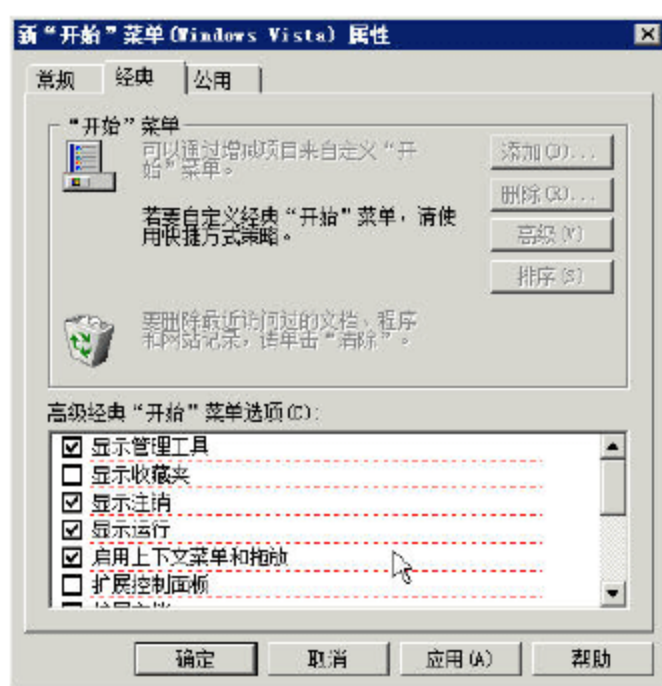 新“开始”菜单(Windows Vista) 属性
常规
经典
公用
“开始”菜单
可以通过增减项目来自定义“开
始”菜单。
添加(D)...
删除(R)...
若要自定义经典“开始”菜单，请使
用快捷方式策略。
高级(V)
排序(S)
要删除最近访问过的文档、程序
和网站记录，请单击“清除”。
高级经典“开始”菜单选项(C):
显示管理工具
显示收藏夹
显示注销
显示运行
启用上下文菜单和拖放
扩展控制面板
确定
取消
应用(A)
帮助